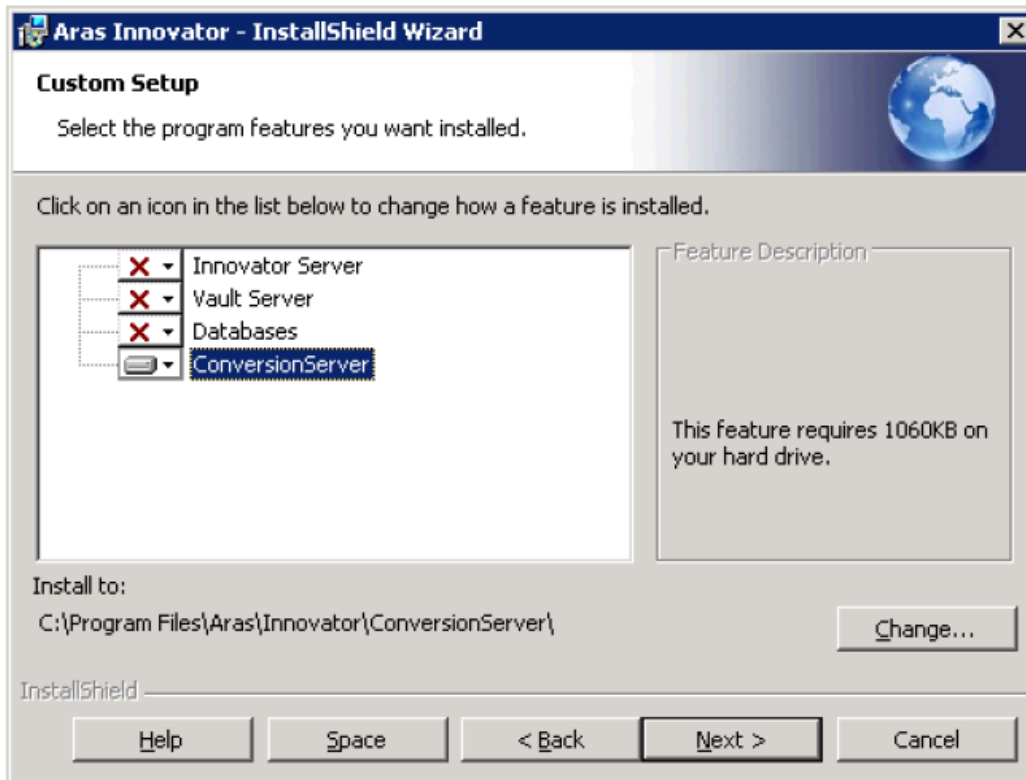 Aras Innovator - InstallShield Wizard
Custom Setup
Select the program features you want installed.
Click on an icon in the list below to change how a feature is installed.
Innovator Server
Vault Server
Databases
ConversionServer
Feature Description
This feature requires 1060KB on
your hard drive.
Install to:
C:\Program Files\Aras\Innovator\ConversionServer\
Change...
InstallShield
Help
Space
< Back
Next >
Cancel